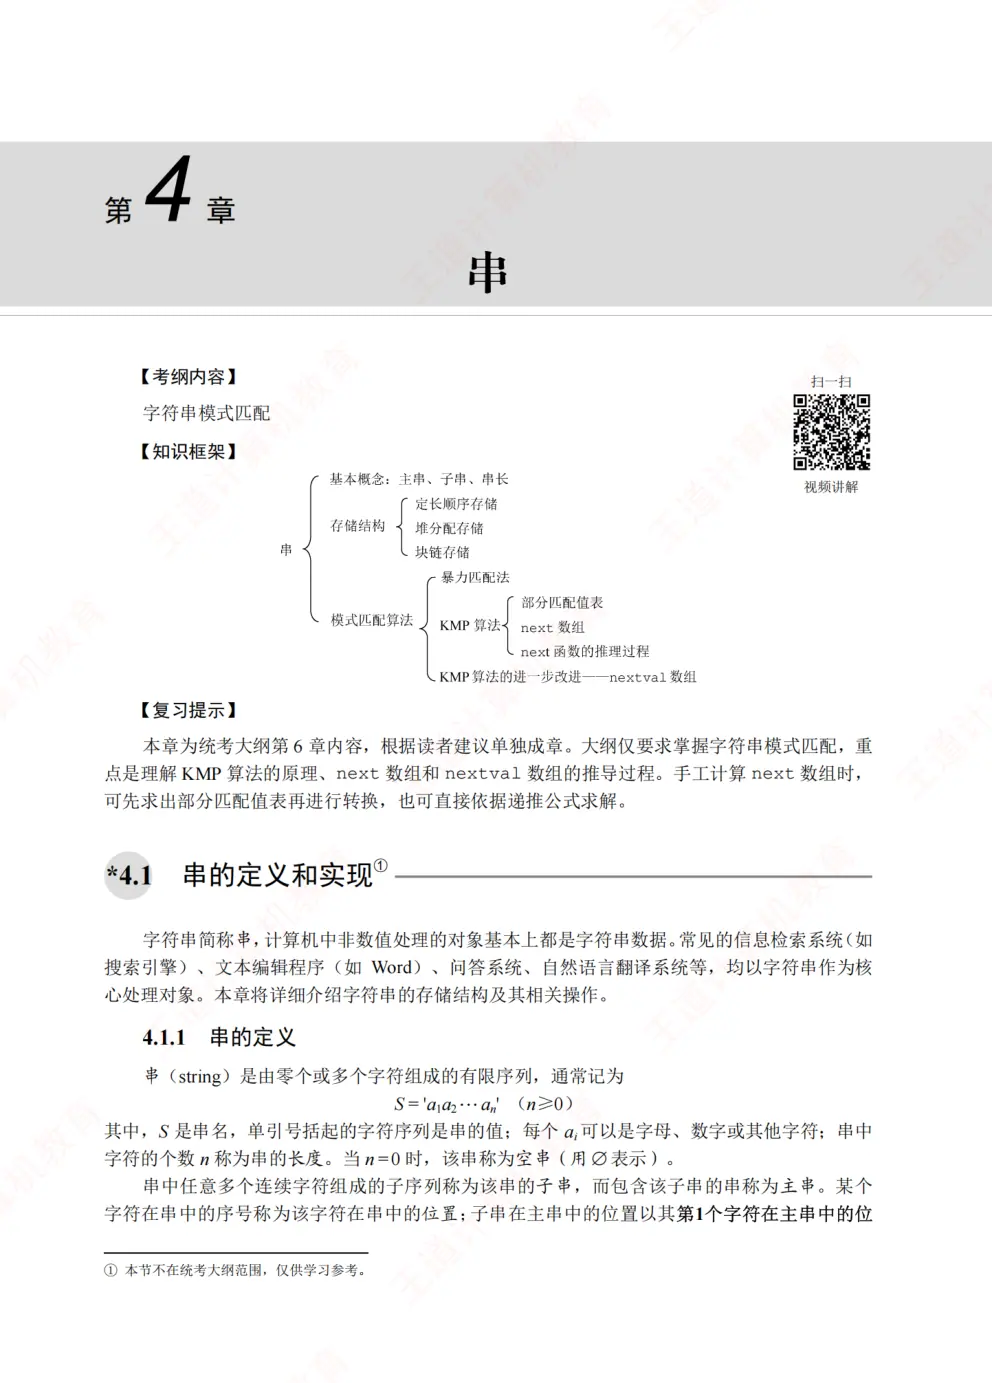 第4章
串
【考纲内容】
扫一扫
字符串模式匹配
【知识框架】
视频讲解
基本概念：主串、子串、串长
定长顺序存储
存储结构
堆分配存储
串
块链存储
暴力匹配法
部分匹配值表
模式匹配算法
KMP 算法
next 数组
next 函数的推理过程
KMP算法的进一步改进——nextval数组
【复习提示】
本章为统考大纲第 6 章内容，根据读者建议单独成章。大纲仅要求掌握字符串模式匹配，重
点是理解 KMP 算法的原理、next 数组和 nextval 数组的推导过程。手工计算 next 数组时，
可先求出部分匹配值表再进行转换，也可直接依据递推公式求解。
*4.1 串的定义和实现①
字符串简称串，计算机中非数值处理的对象基本上都是字符串数据。常见的信息检索系统（如
搜索引擎）、文本编辑程序（如 Word）、问答系统、自然语言翻译系统等，均以字符串作为核
心处理对象。本章将详细介绍字符串的存储结构及其相关操作。
4.1.1 串的定义
串（string）是由零个或多个字符组成的有限序列，通常记为
S = 'a₁a₂⋯aₙ' （n≥0）
其中，S 是串名，单引号括起的字符序列是串的值；每个 aᵢ 可以是字母、数字或其他字符；串中
字符的个数 n 称为串的长度。当 n = 0 时，该串称为空串（用 ∅ 表示）。
串中任意多个连续字符组成的子序列称为该串的子串，而包含该子串的串称为主串。某个
字符在串中的序号称为该字符在串中的位置；子串在主串中的位置以其第1个字符在主串中的位
① 本节不在统考大纲范围，仅供学习参考。
王道计算机教育